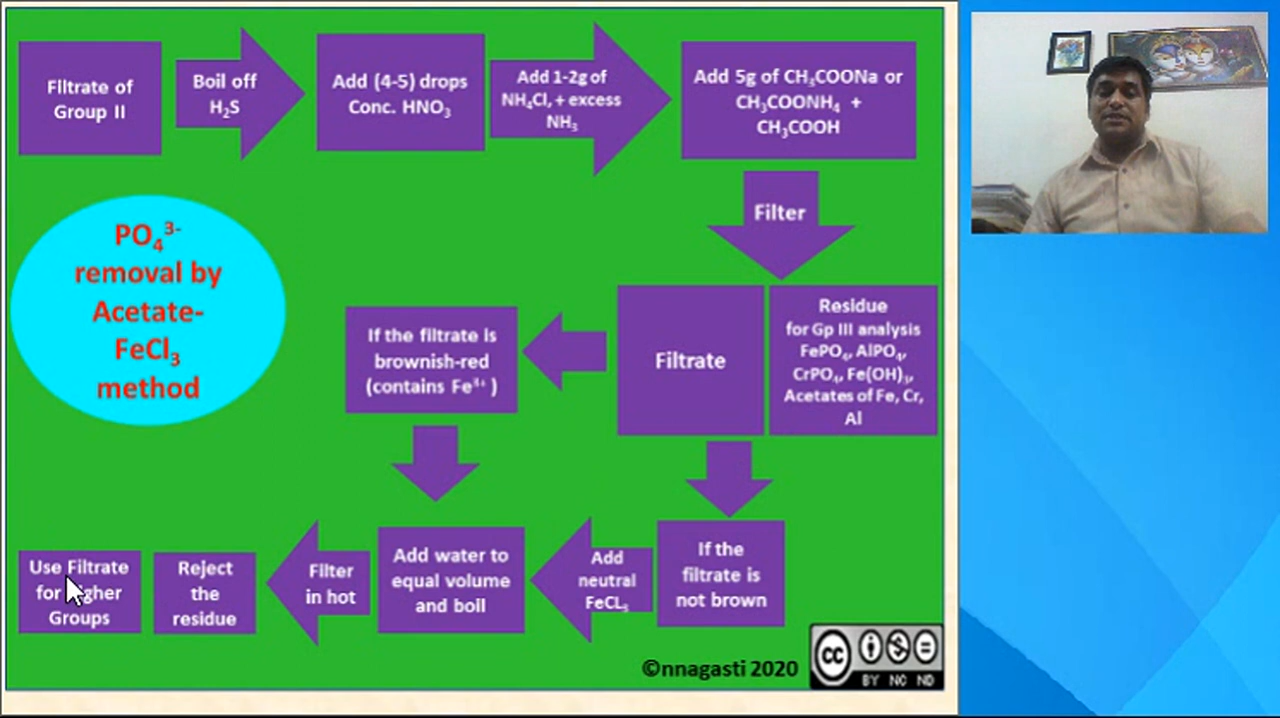 Filtrate of
Group II
Boil off
H₂S
Add (4-5) drops
Conc. HNO₃
Add 1-2g of
NH₄Cl, + excess
NH₃
Add 5g of CH₃COONa or
CH₃COONH₄ +
CH₃COOH
Filter
PO₄³⁻
removal by
Acetate-
FeCl₃
method
If the filtrate is
brownish-red
(contains Fe³⁺ )
Filtrate
Residue
for Gp III analysis
FePO₄, AlPO₄,
CrPO₄, Fe(OH)₃,
Acetates of Fe, Cr,
Al
Use Filtrate
for Higher
Groups
Reject
the
residue
Filter
in hot
Add water to
equal volume
and boil
Add
neutral
FeCL₃
If the
filtrate is
not brown
©nnagasti 2020
cc
BY NC ND